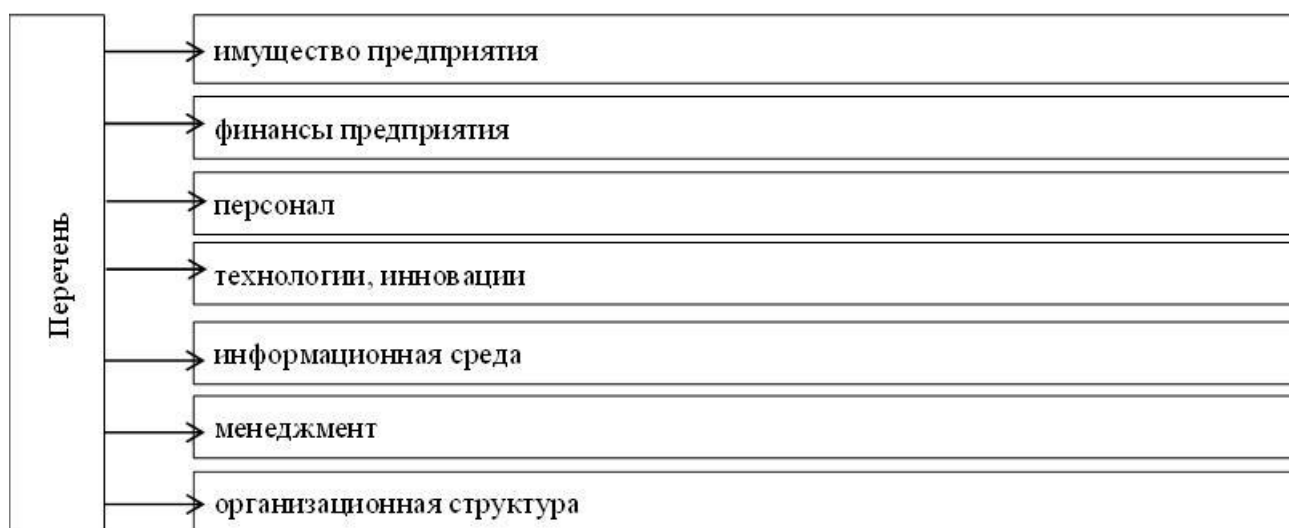 Перечень
имущество предприятия
финансы предприятия
персонал
технологии, инновации
информационная среда
менеджмент
организационная структура